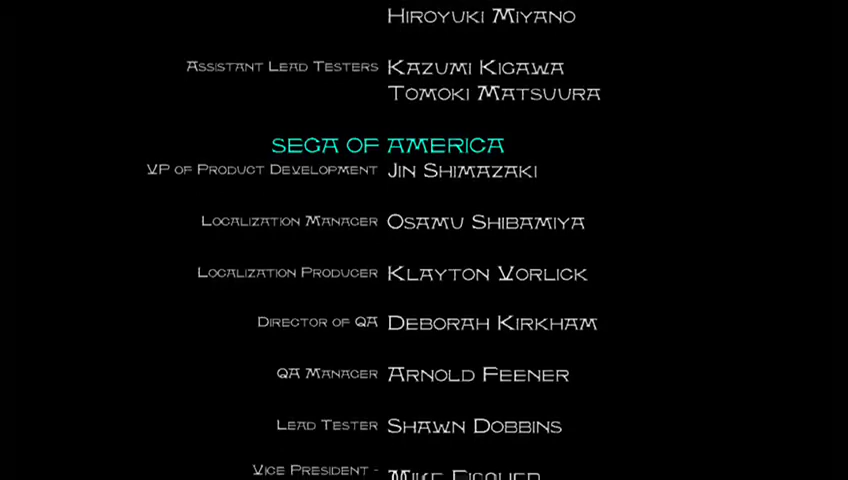 Hiroyuki Miyano
Assistant Lead Testers Kazumi Kigawa
Tomoki Matsuura
SEGA OF AMERICA
VP of Product Development Jin Shimazaki
Localization Manager Osamu Shibamiya
Localization Producer Klayton Vorlick
Director of QA Deborah Kirkham
QA Manager Arnold Feener
Lead Tester Shawn Dobbins
Vice President - Mike Fischer